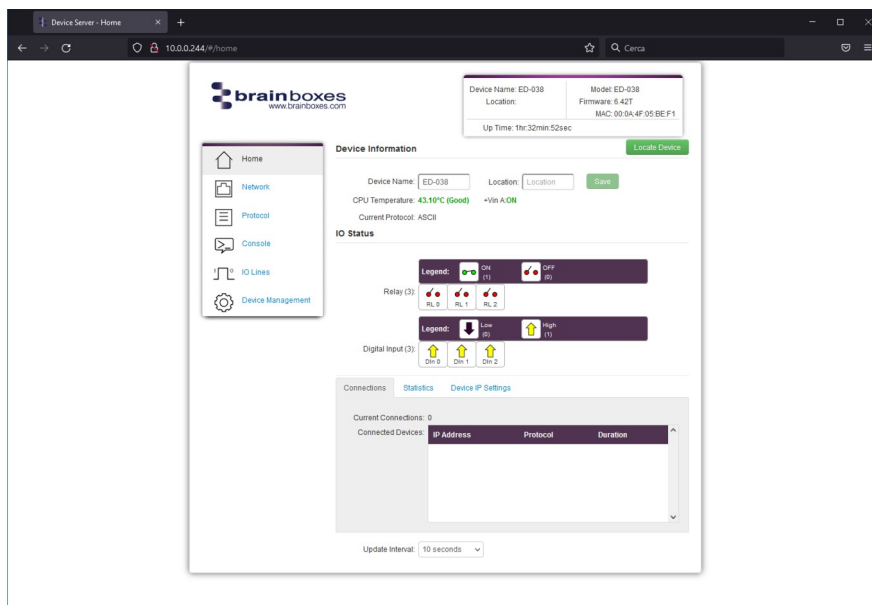 Device Server - Home
10.0.0.244/#/home
Cerca
brainboxes
www.brainboxes.com
Device Name: ED-038
Model: ED-038
Location:
Firmware: 6.42T
MAC: 00:0A:4F:05:BE:F1
Up Time: 1hr:32min:52sec
Home
Network
Protocol
Console
IO Lines
Device Management
Device Information
Locate Device
Device Name: ED-038 Location: Location Save
CPU Temperature: 43.10°C (Good) +Vin A:ON
Current Protocol: ASCII
IO Status
Legend: ON (1) OFF (0)
Relay (3): RL 0 RL 1 RL 2
Legend: Low (0) High (1)
Digital Input (3): Din 0 Din 1 Din 2
Connections Statistics Device IP Settings
Current Connections: 0
Connected Devices: IP Address Protocol Duration
Update Interval: 10 seconds